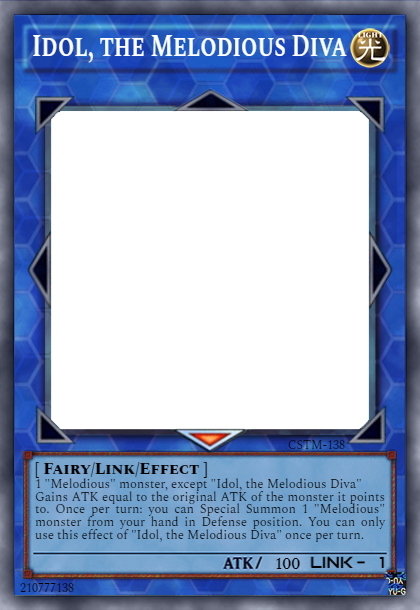 IDOL, THE MELODIOUS DIVA
LIGHT
光
CSTM-138
[ FAIRY/LINK/EFFECT ]
1 "Melodious" monster, except "Idol, the Melodious Diva"
Gains ATK equal to the original ATK of the monster it points
to. Once per turn: you can Special Summon 1 "Melodious"
monster from your hand in Defense position. You can only
use this effect of "Idol, the Melodious Diva" once per turn.
ATK/ 100 LINK- 1
210777138